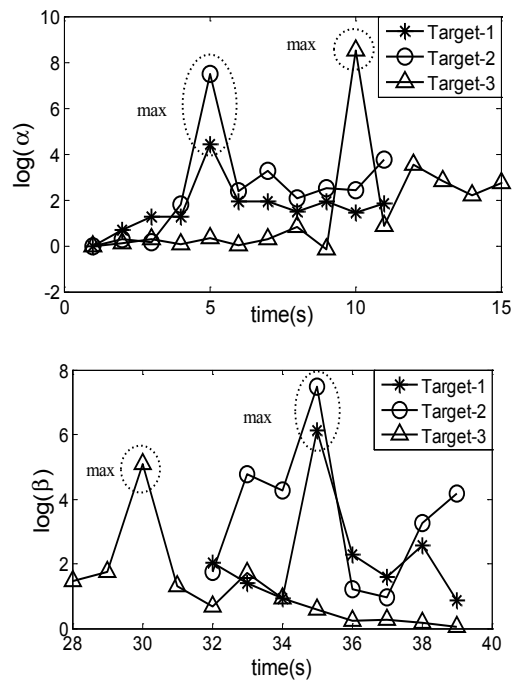 10
8
6
4
2
0
-2
log(α)
max
max
Target-1
Target-2
Target-3
0 5 10 15
time(s)
8
6
4
2
0
log(β)
max
max
Target-1
Target-2
Target-3
28 30 32 34 36 38 40
time(s)